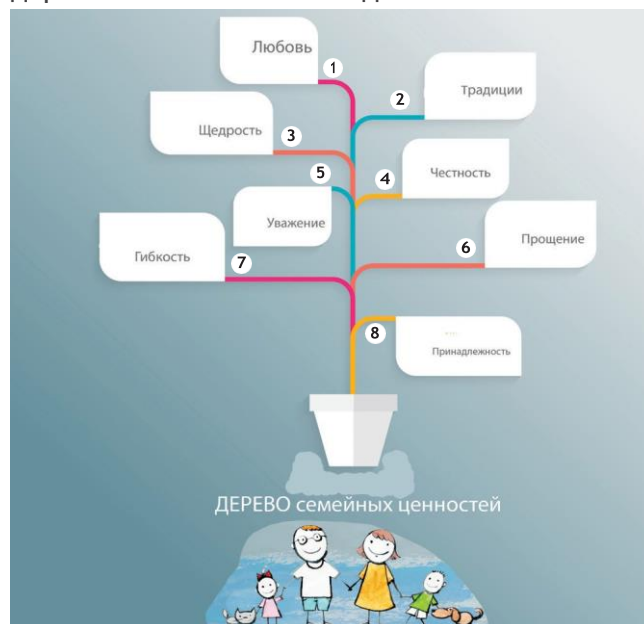 Любовь
1
2
Традиции
Щедрость
3
5
4
Честность
Уважение
6
Прощение
Гибкость
7
8
Принадлежность
ДЕРЕВО семейных ценностей